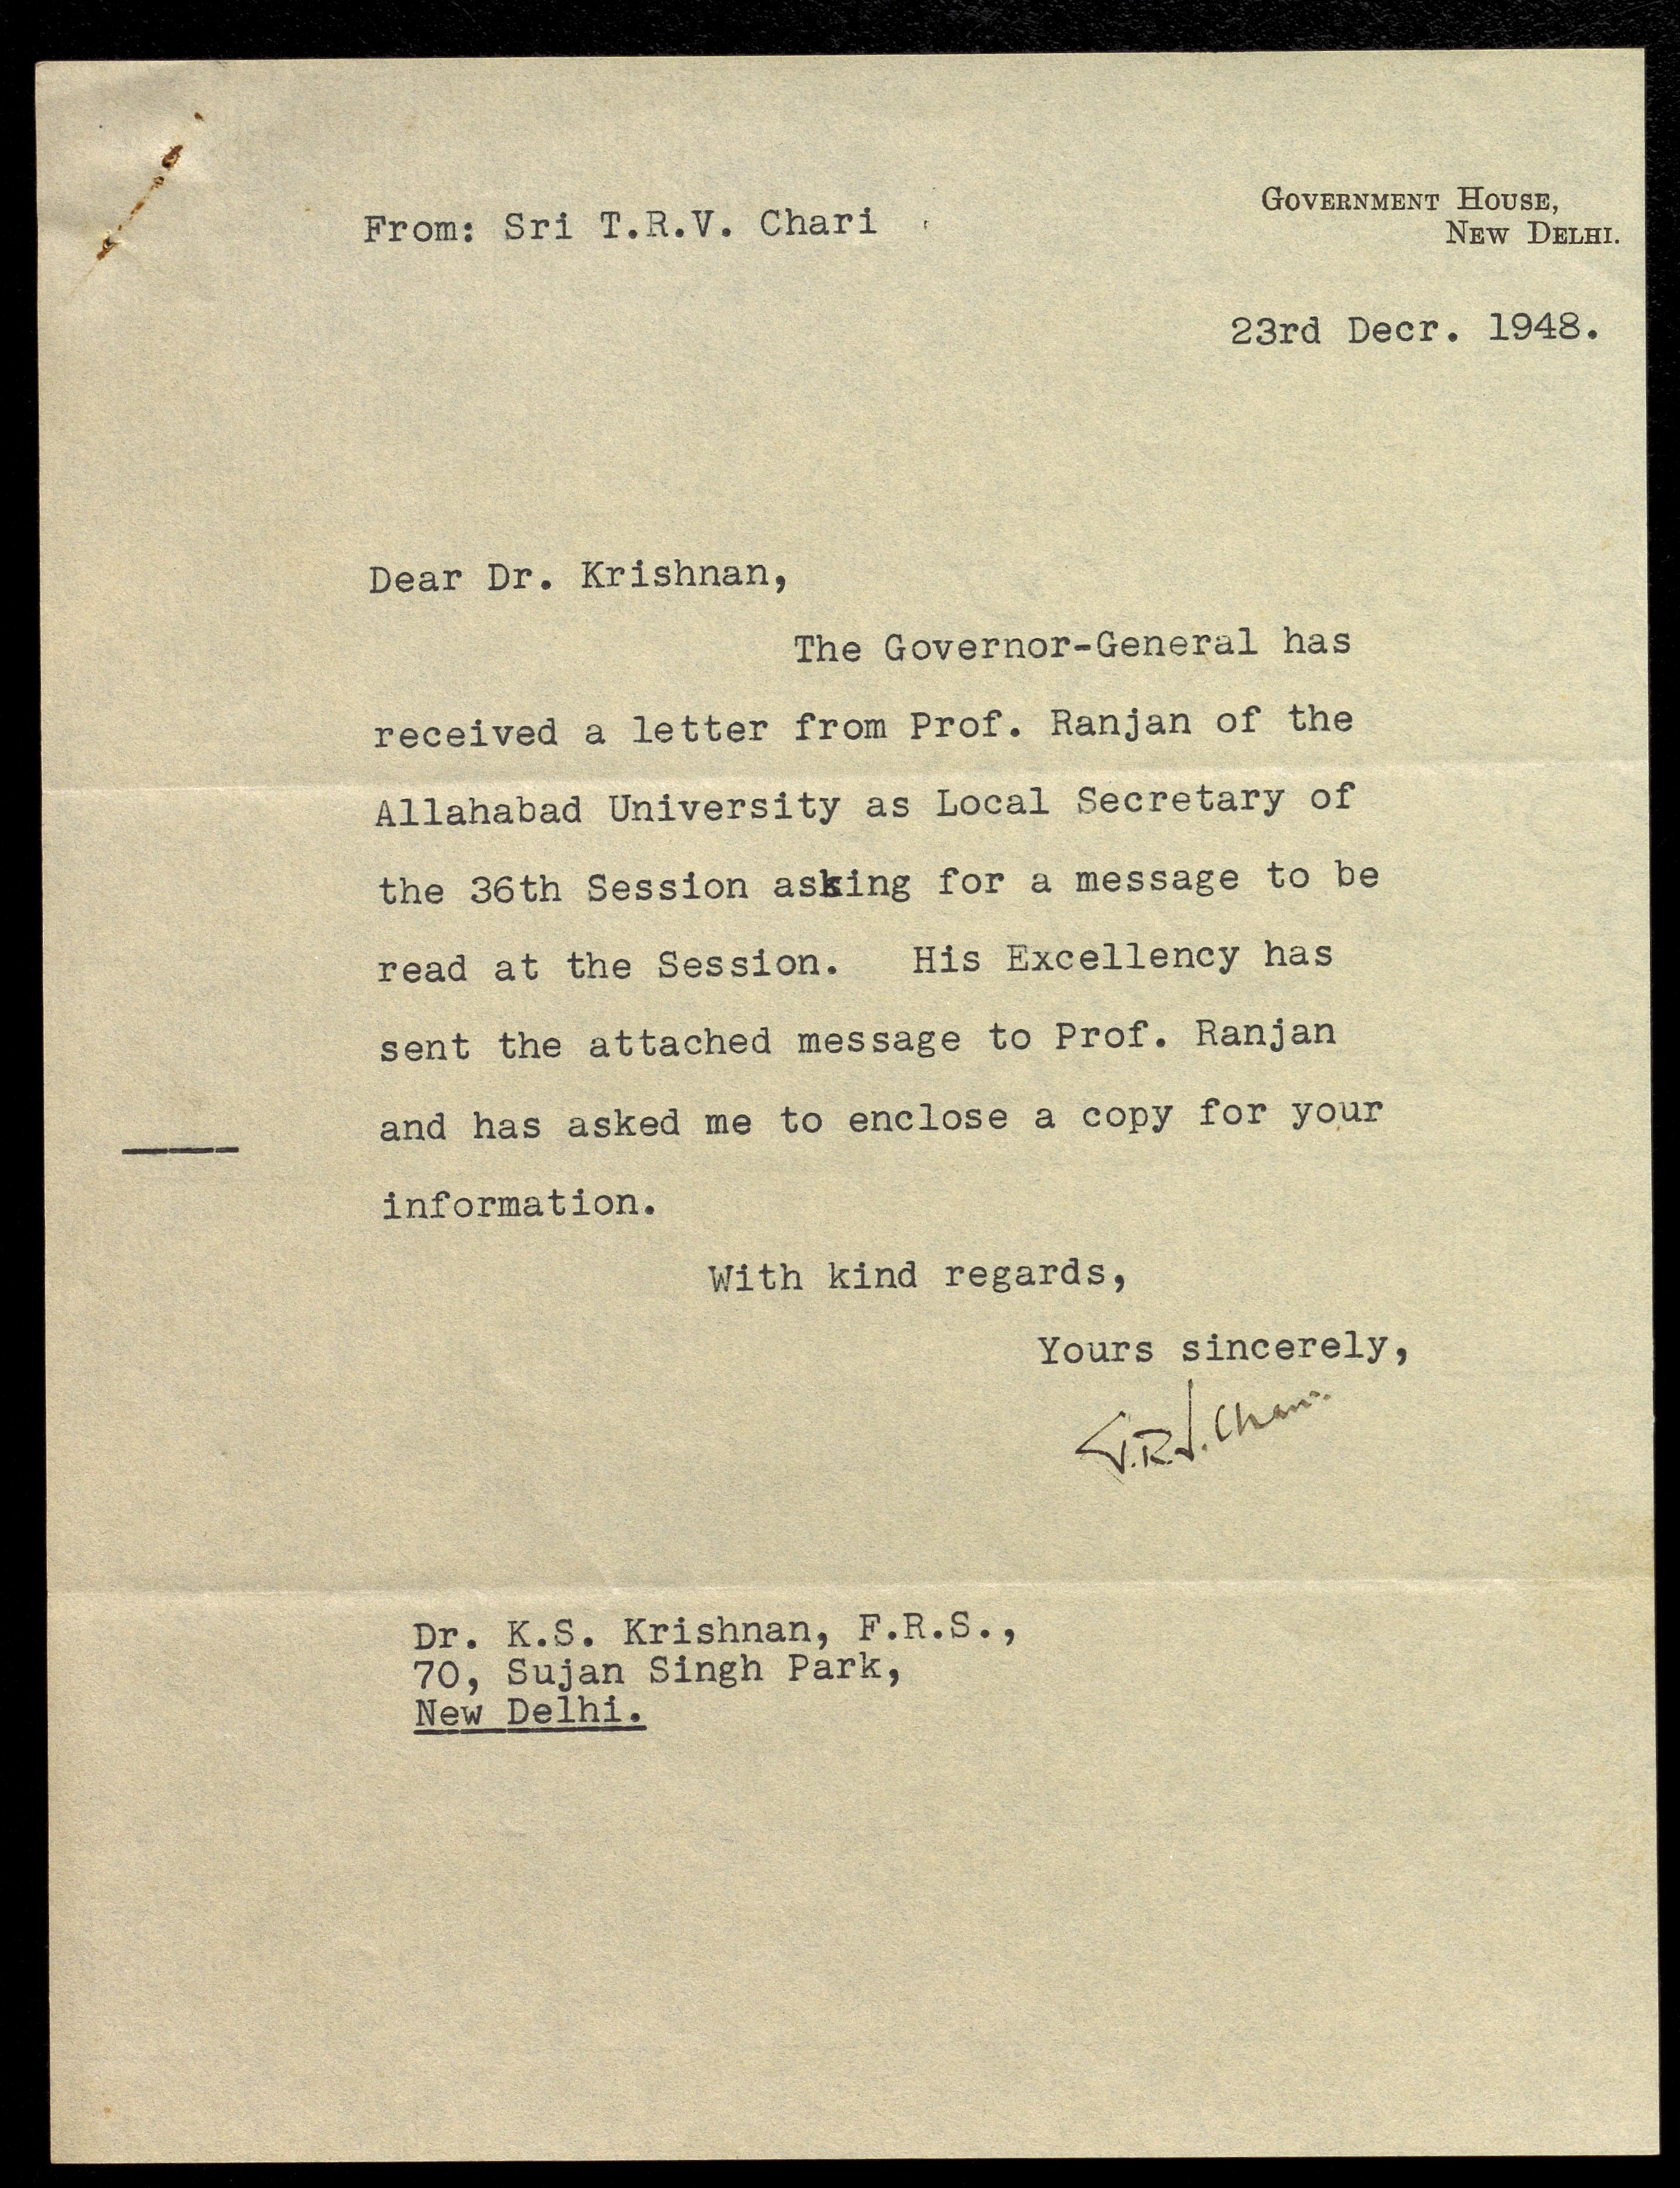 From: Sri T.R.V. Chari
GOVERNMENT HOUSE,
NEW DELHI.
23rd Decr. 1948.
Dear Dr. Krishnan,
The Governor-General has
received a letter from Prof. Ranjan of the
Allahabad University as Local Secretary of
the 36th Session asking for a message to be
read at the Session. His Excellency has
sent the attached message to Prof. Ranjan
and has asked me to enclose a copy for your
information.
With kind regards,
Yours sincerely,
T.R.V. Chari
Dr. K.S. Krishnan, F.R.S.,
70, Sujan Singh Park,
New Delhi.